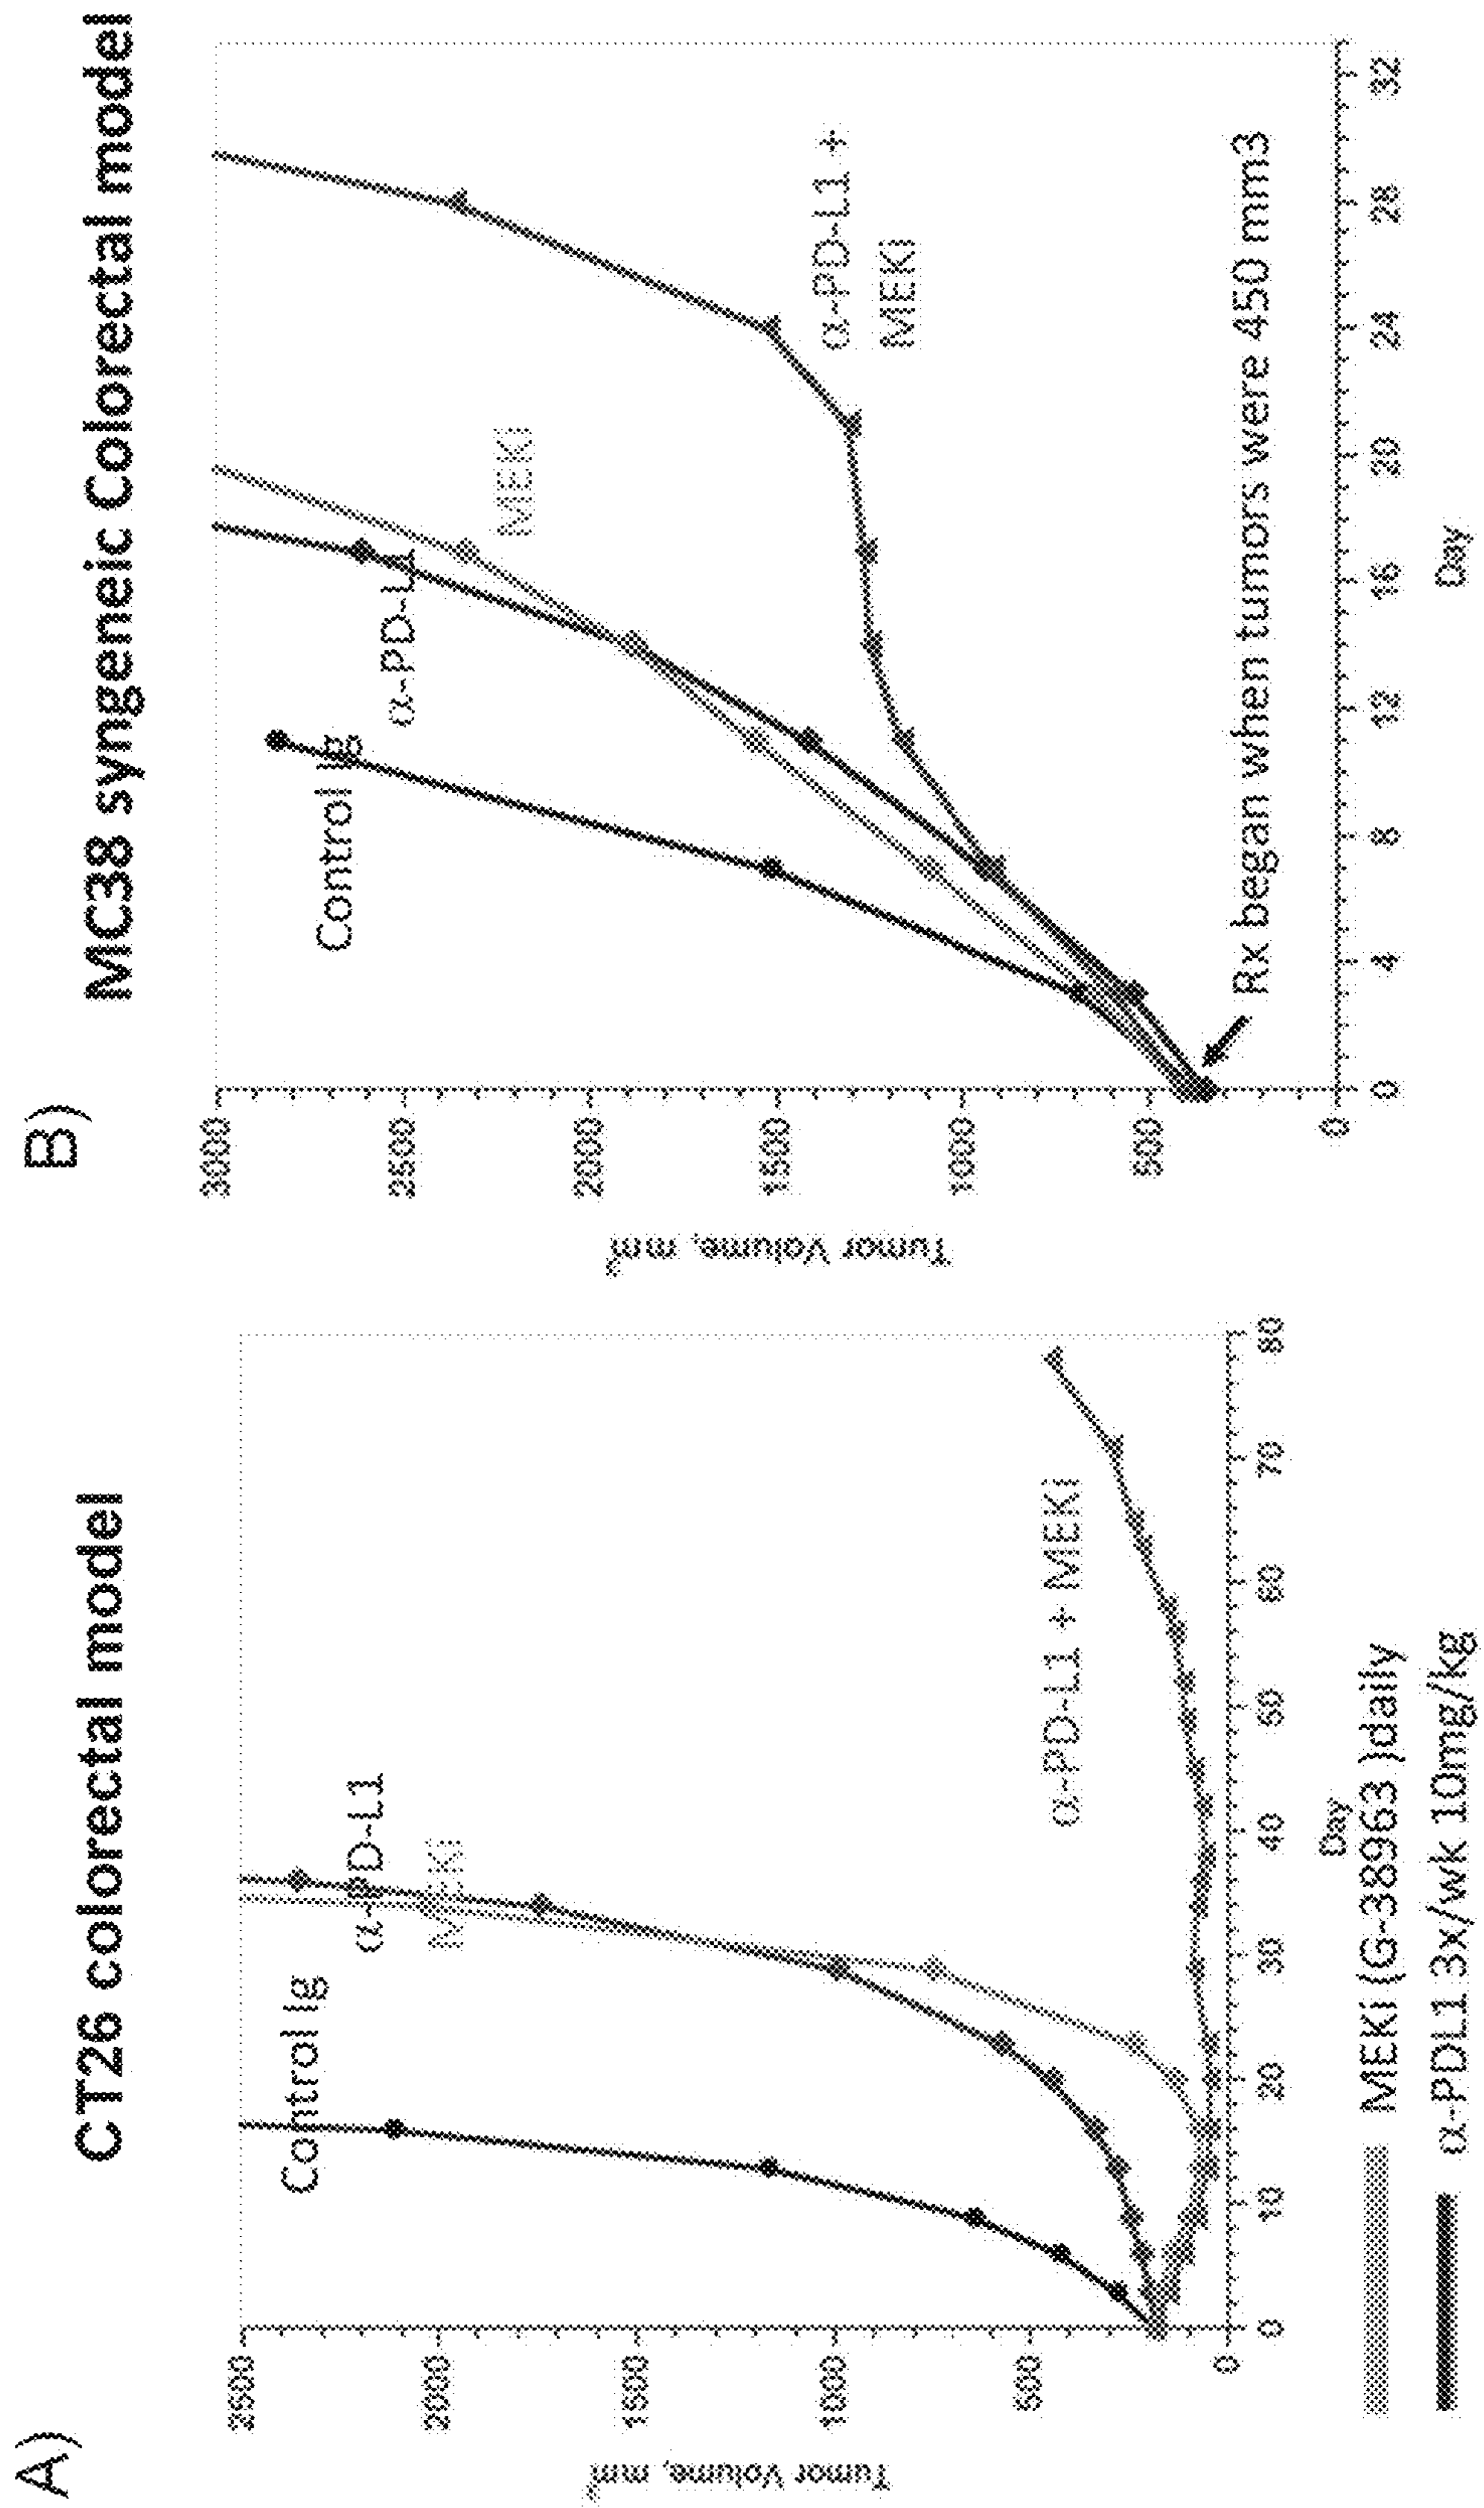 A)
CT26 colorectal model
Tumor Volume, mm³
2500
2000
1500
1000
500
0
Control Ig
α-PD-L1
MEKi
α-PD-L1 + MEKi
0
10
20
30
40
50
60
70
80
Day
MEKi (G-38963 )daily
α-PDL1 3x/wk 10mg/kg
B)
MC38 syngeneic Colorectal model
Tumor Volume, mm³
3000
2500
2000
1500
1000
500
0
Control Ig
α-PD-L1
MEKi
α-PD-L1 +
MEKi
Rx began when tumors were 450 mm3
0
4
8
12
16
20
24
28
32
Day